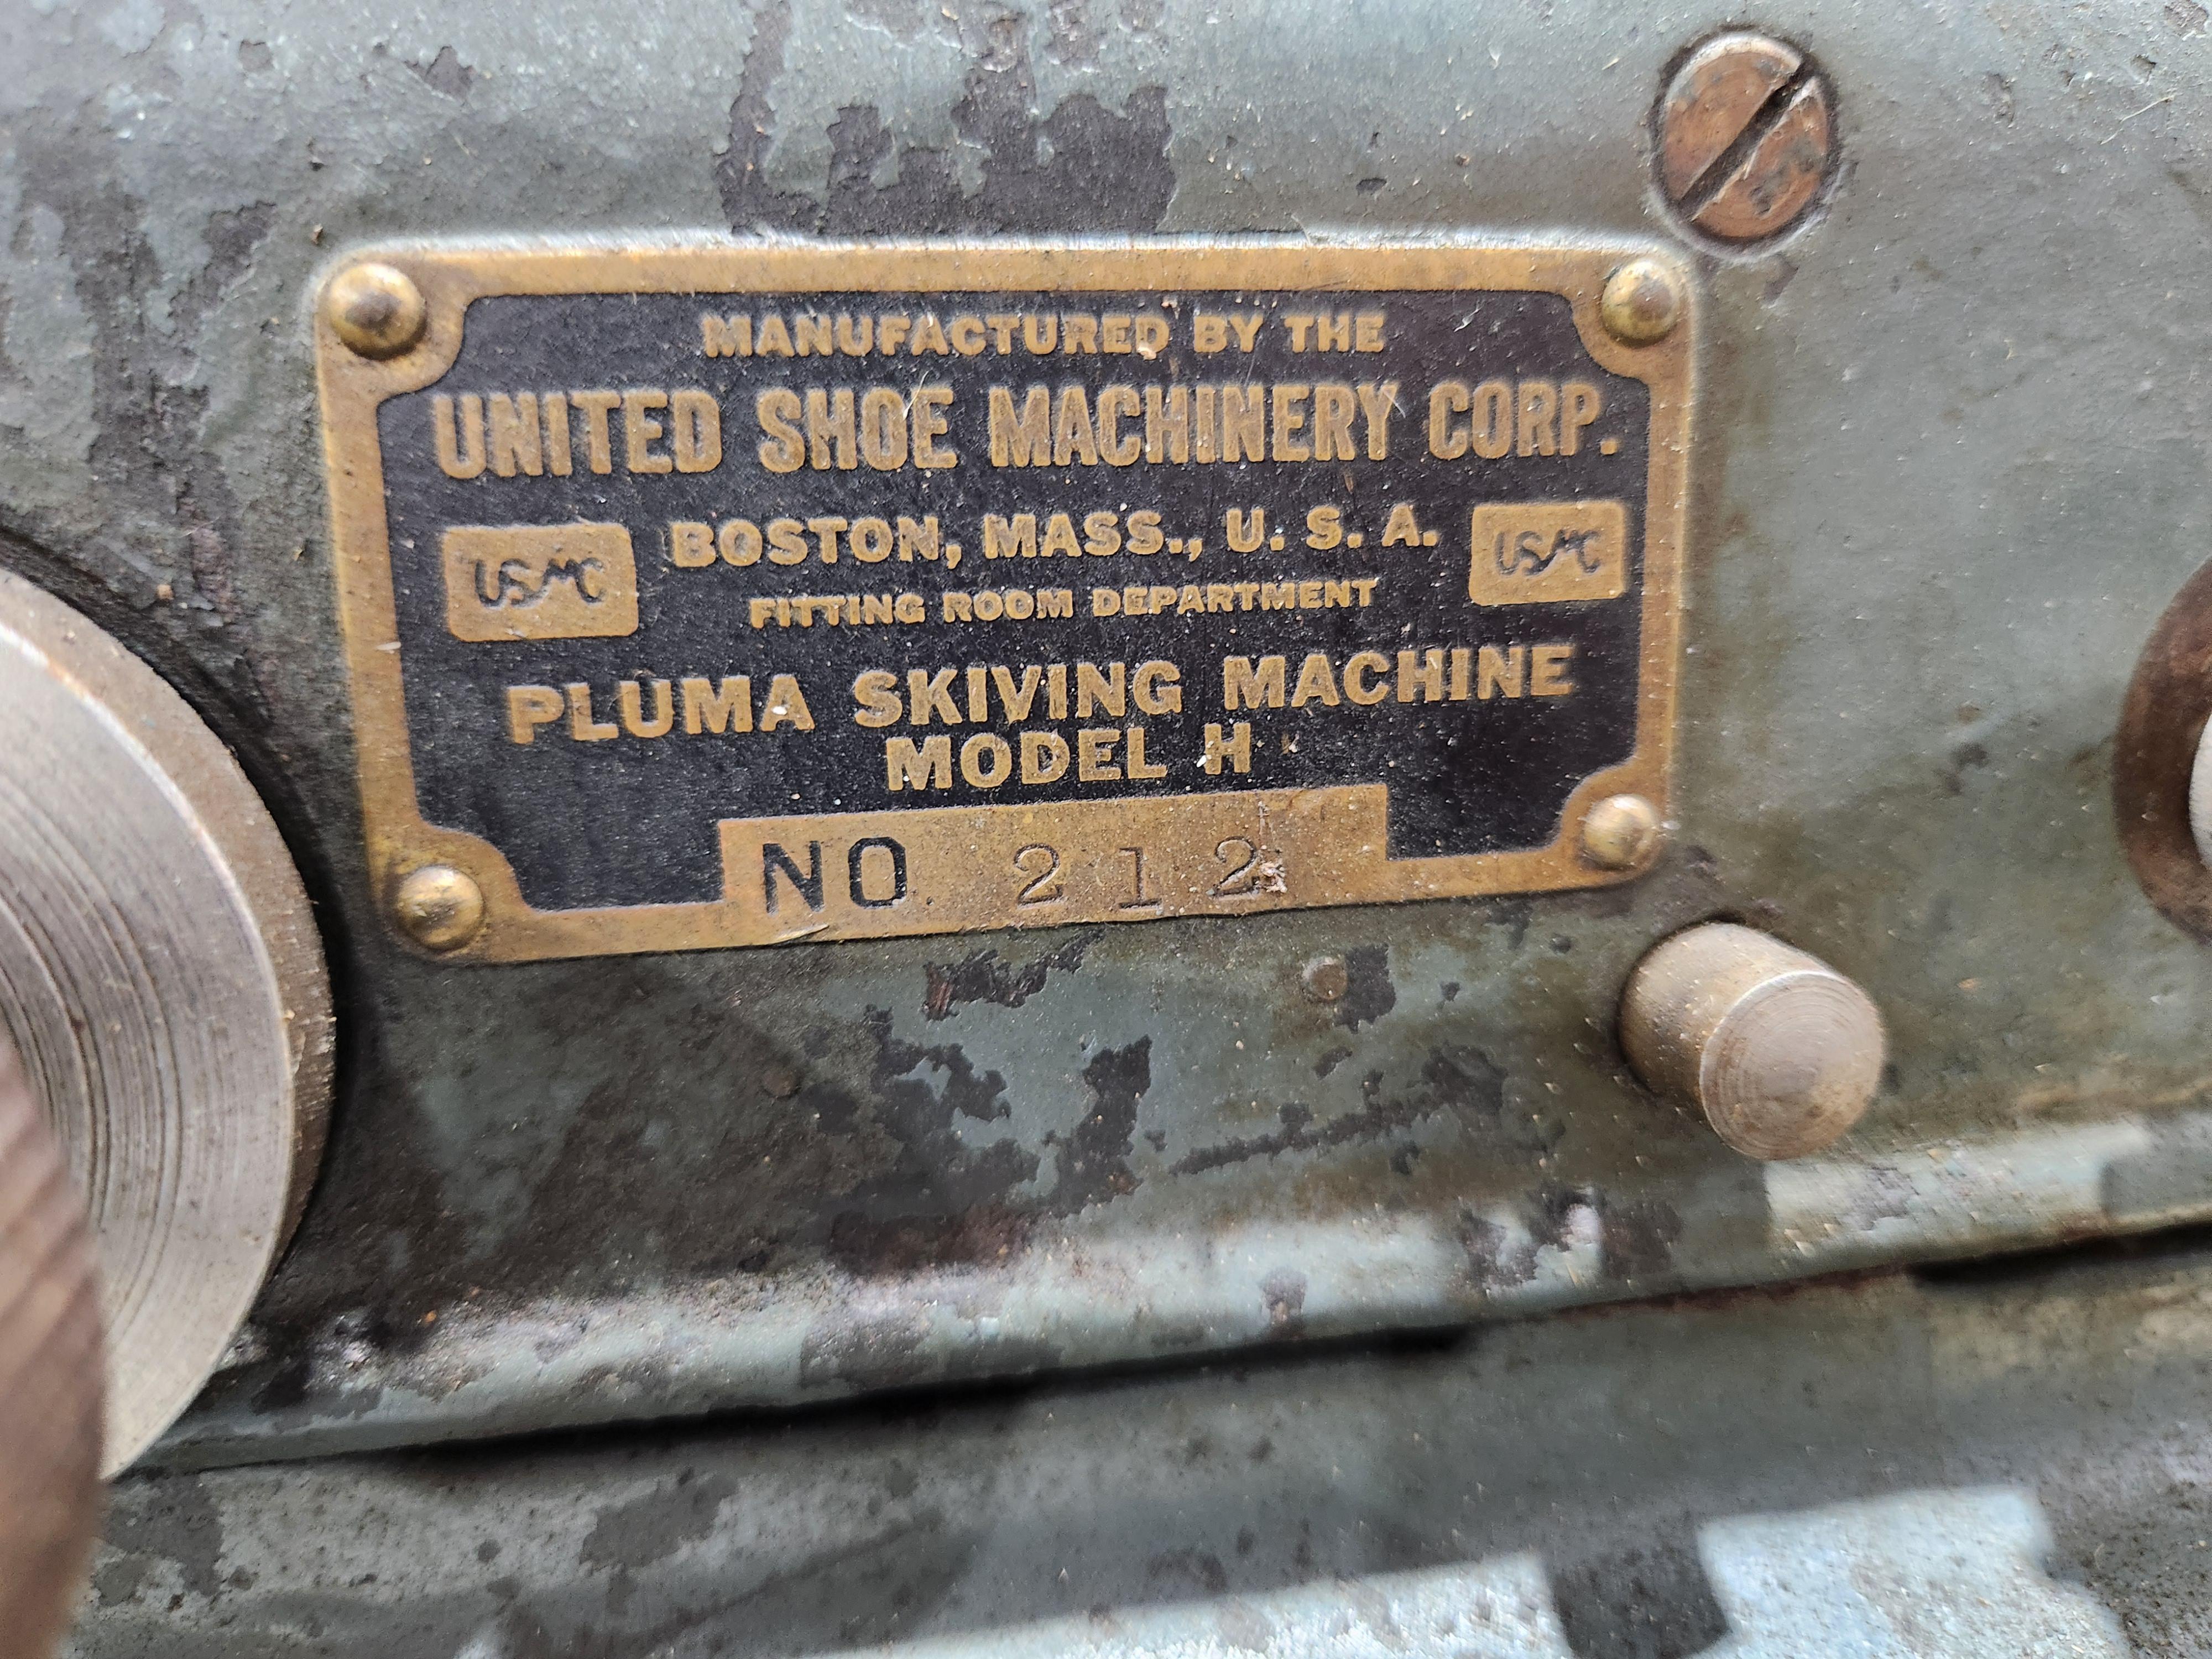 MANUFACTURED BY THE
UNITED SHOE MACHINERY CORP.
USMC BOSTON, MASS., U. S. A. USMC
FITTING ROOM DEPARTMENT
PLUMA SKIVING MACHINE
MODEL H
NO. 212